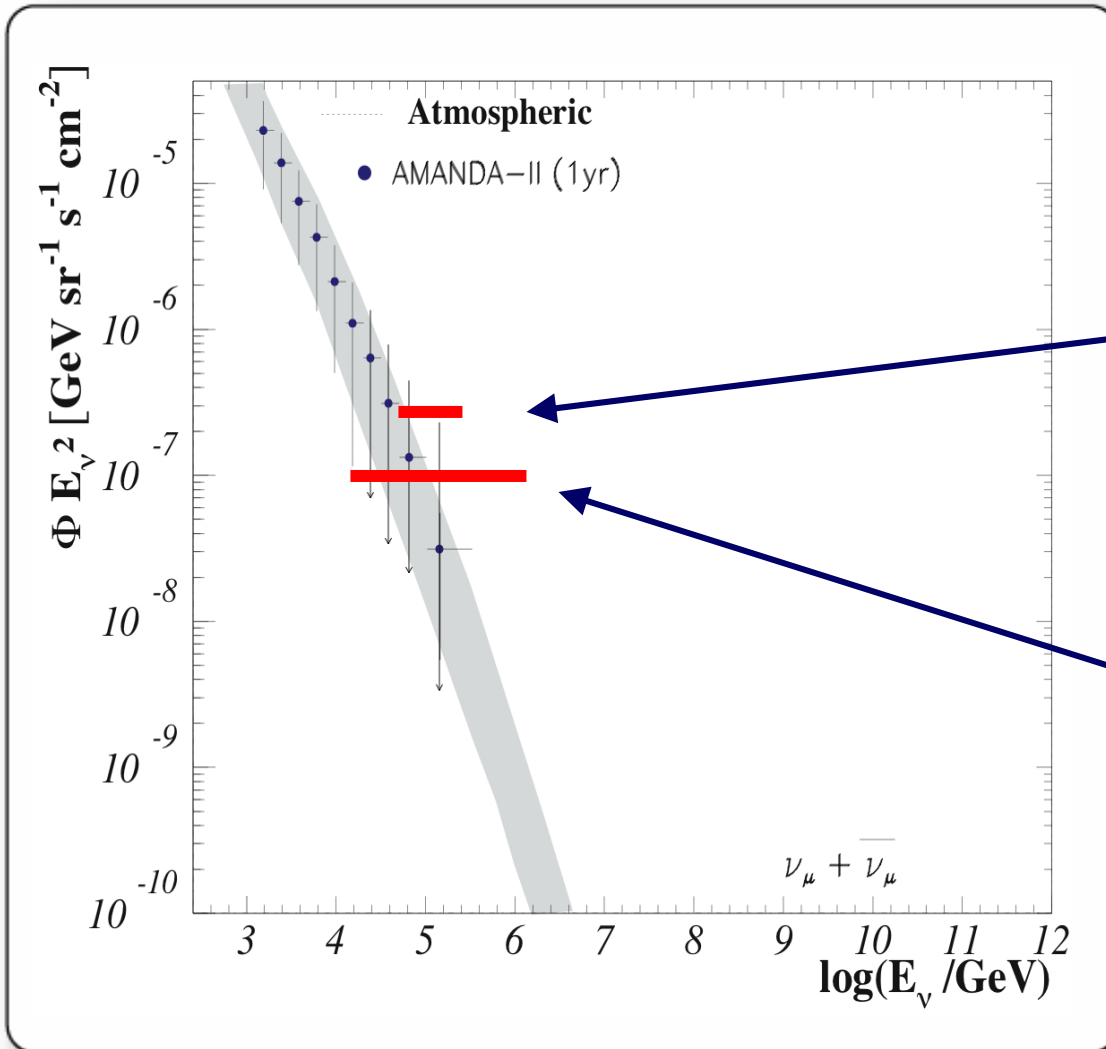 Φ E_ν² [GeV sr⁻¹ s⁻¹ cm⁻²]
Atmospheric
AMANDA-II (1yr)
10⁻⁵
10⁻⁶
10⁻⁷
10⁻⁸
10⁻⁹
10⁻¹⁰
ν_μ + ν̅_μ
3 4 5 6 7 8 9 10 11 12
log(E_ν /GeV)